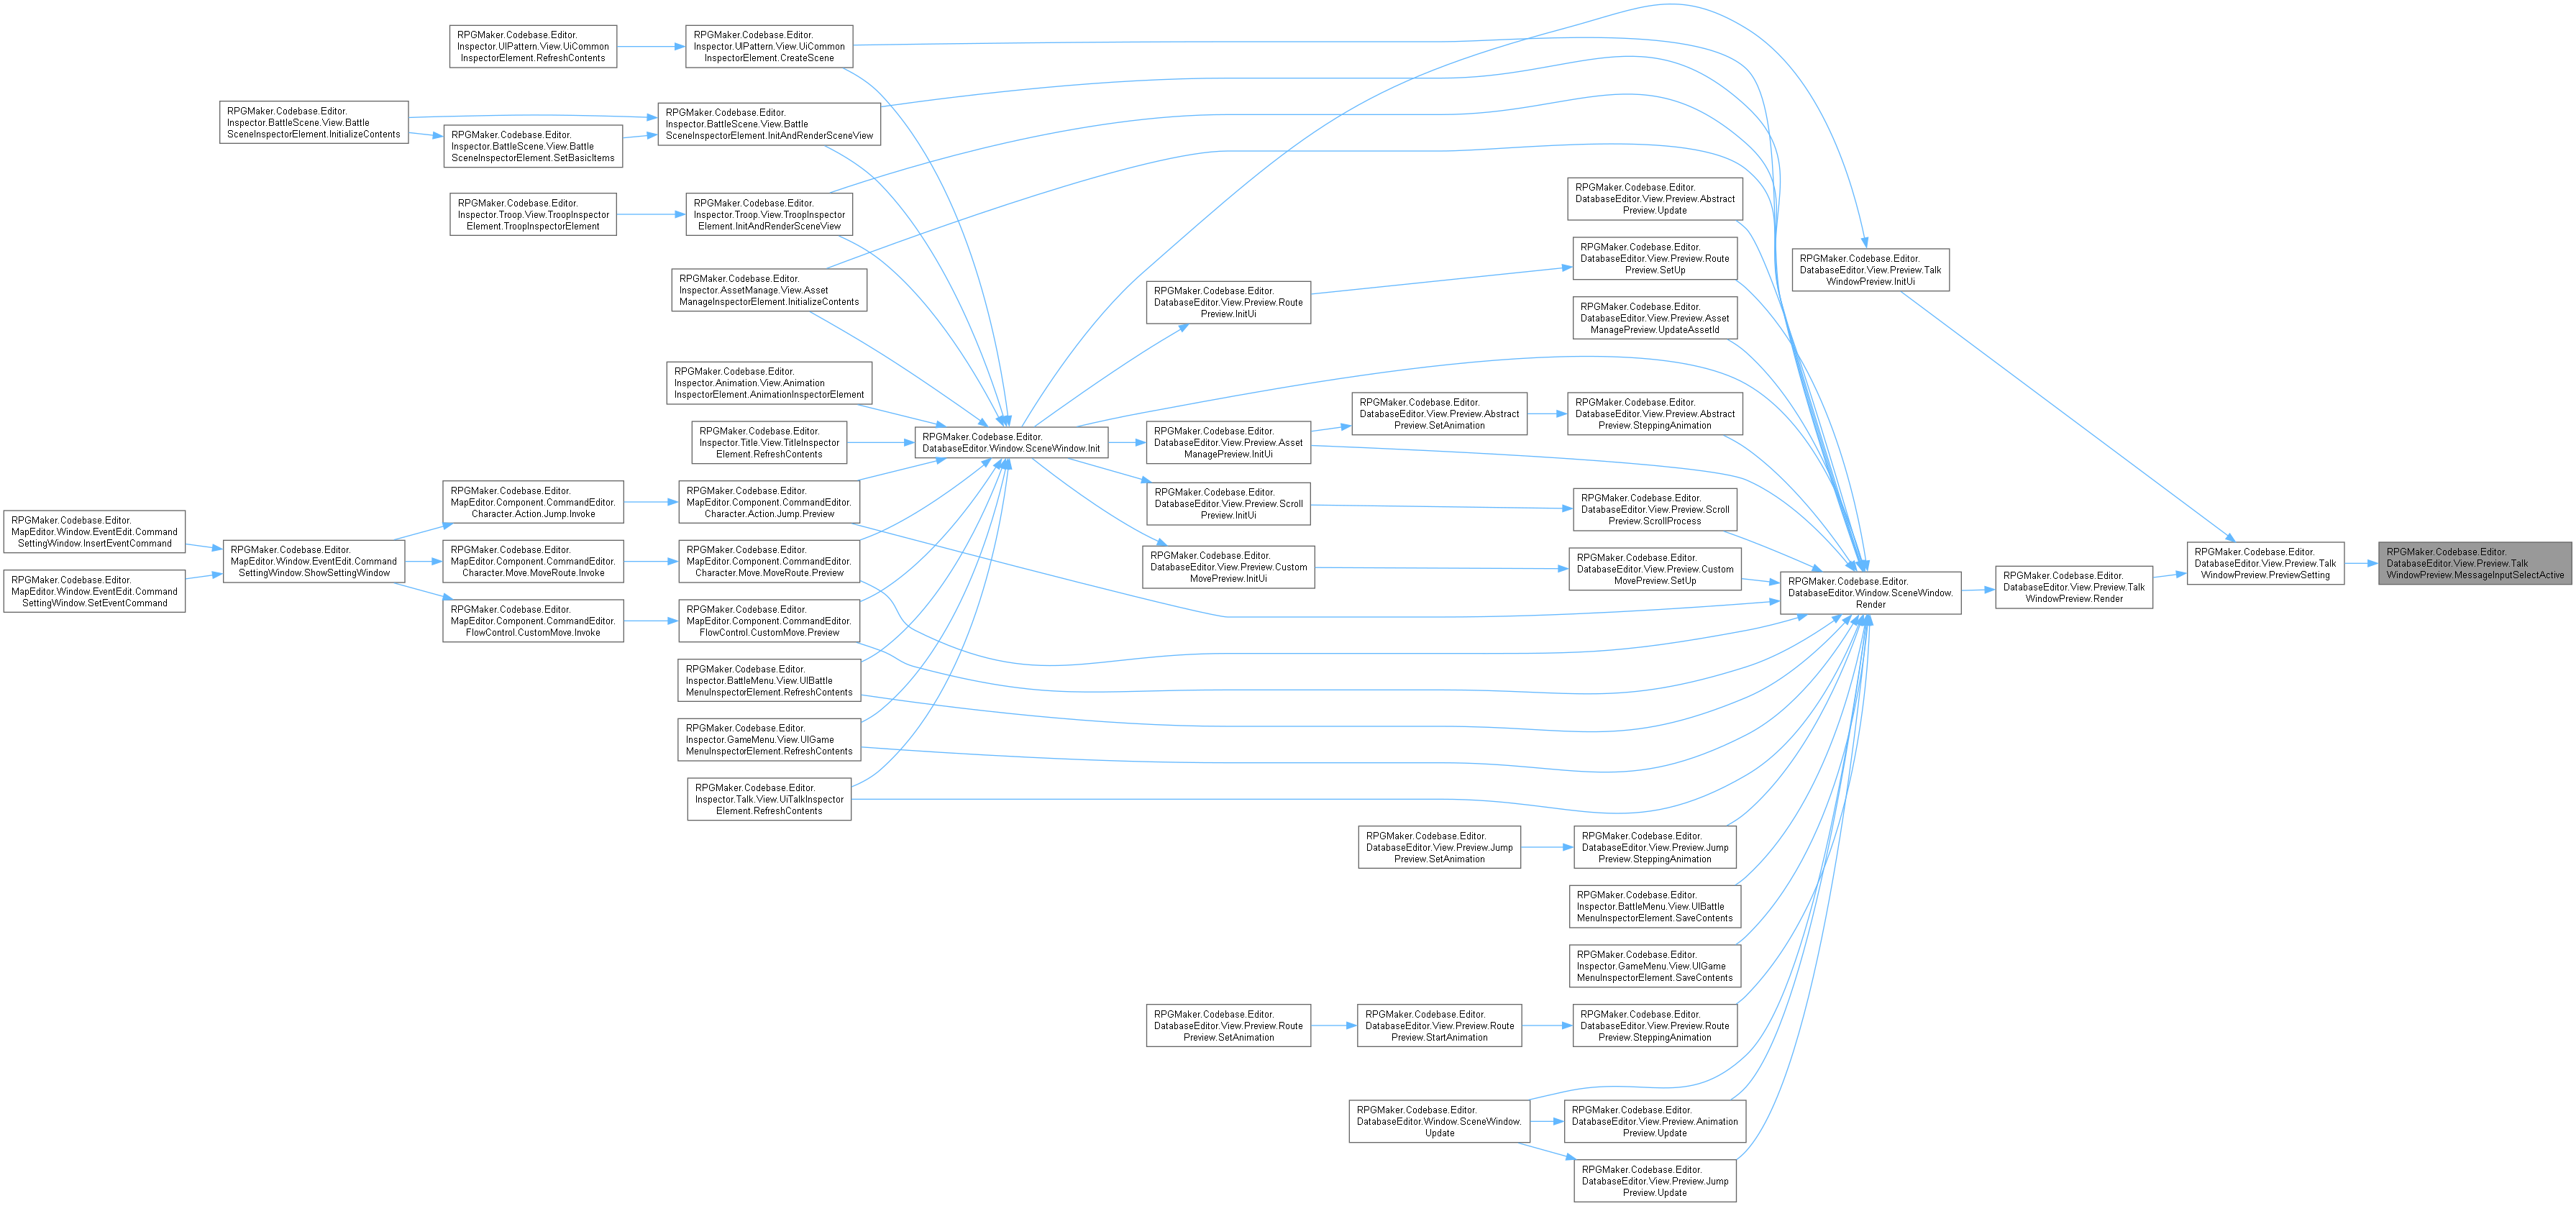 RPGMaker.Codebase.Editor.
Inspector.UIPattern.View.UiCommon
InspectorElement.RefreshContents
RPGMaker.Codebase.Editor.
Inspector.UIPattern.View.UiCommon
InspectorElement.CreateScene
RPGMaker.Codebase.Editor.
Inspector.BattleScene.View.Battle
SceneInspectorElement.InitializeContents
RPGMaker.Codebase.Editor.
Inspector.BattleScene.View.Battle
SceneInspectorElement.SetBasicItems
RPGMaker.Codebase.Editor.
Inspector.BattleScene.View.Battle
SceneInspectorElement.InitAndRenderSceneView
RPGMaker.Codebase.Editor.
Inspector.Troop.View.TroopInspector
Element.TroopInspectorElement
RPGMaker.Codebase.Editor.
Inspector.Troop.View.TroopInspector
Element.InitAndRenderSceneView
RPGMaker.Codebase.Editor.
Inspector.AssetManage.View.Asset
ManageInspectorElement.InitializeContents
RPGMaker.Codebase.Editor.
Inspector.Animation.View.Animation
InspectorElement.AnimationInspectorElement
RPGMaker.Codebase.Editor.
Inspector.Title.View.TitleInspector
Element.RefreshContents
RPGMaker.Codebase.Editor.
DatabaseEditor.Window.SceneWindow.Init
RPGMaker.Codebase.Editor.
MapEditor.Window.EventEdit.Command
SettingWindow.InsertEventCommand
RPGMaker.Codebase.Editor.
MapEditor.Window.EventEdit.Command
SettingWindow.SetEventCommand
RPGMaker.Codebase.Editor.
MapEditor.Window.EventEdit.Command
SettingWindow.ShowSettingWindow
RPGMaker.Codebase.Editor.
MapEditor.Component.CommandEditor.
Character.Action.Jump.Invoke
RPGMaker.Codebase.Editor.
MapEditor.Component.CommandEditor.
Character.Move.MoveRoute.Invoke
RPGMaker.Codebase.Editor.
MapEditor.Component.CommandEditor.
FlowControl.CustomMove.Invoke
RPGMaker.Codebase.Editor.
MapEditor.Component.CommandEditor.
Character.Action.Jump.Preview
RPGMaker.Codebase.Editor.
MapEditor.Component.CommandEditor.
Character.Move.MoveRoute.Preview
RPGMaker.Codebase.Editor.
MapEditor.Component.CommandEditor.
FlowControl.CustomMove.Preview
RPGMaker.Codebase.Editor.
Inspector.BattleMenu.View.UIBattle
MenuInspectorElement.RefreshContents
RPGMaker.Codebase.Editor.
Inspector.GameMenu.View.UIGame
MenuInspectorElement.RefreshContents
RPGMaker.Codebase.Editor.
Inspector.Talk.View.UiTalkInspector
Element.RefreshContents
RPGMaker.Codebase.Editor.
DatabaseEditor.View.Preview.Route
Preview.InitUi
RPGMaker.Codebase.Editor.
DatabaseEditor.View.Preview.Asset
ManagePreview.InitUi
RPGMaker.Codebase.Editor.
DatabaseEditor.View.Preview.Scroll
Preview.InitUi
RPGMaker.Codebase.Editor.
DatabaseEditor.View.Preview.Custom
MovePreview.InitUi
RPGMaker.Codebase.Editor.
DatabaseEditor.View.Preview.Abstract
Preview.SetAnimation
RPGMaker.Codebase.Editor.
DatabaseEditor.View.Preview.Abstract
Preview.Update
RPGMaker.Codebase.Editor.
DatabaseEditor.View.Preview.Route
Preview.SetUp
RPGMaker.Codebase.Editor.
DatabaseEditor.View.Preview.Asset
ManagePreview.UpdateAssetId
RPGMaker.Codebase.Editor.
DatabaseEditor.View.Preview.Abstract
Preview.SteppingAnimation
RPGMaker.Codebase.Editor.
DatabaseEditor.View.Preview.Scroll
Preview.ScrollProcess
RPGMaker.Codebase.Editor.
DatabaseEditor.View.Preview.Custom
MovePreview.SetUp
RPGMaker.Codebase.Editor.
DatabaseEditor.View.Preview.Jump
Preview.SetAnimation
RPGMaker.Codebase.Editor.
DatabaseEditor.View.Preview.Jump
Preview.SteppingAnimation
RPGMaker.Codebase.Editor.
Inspector.BattleMenu.View.UIBattle
MenuInspectorElement.SaveContents
RPGMaker.Codebase.Editor.
Inspector.GameMenu.View.UIGame
MenuInspectorElement.SaveContents
RPGMaker.Codebase.Editor.
DatabaseEditor.View.Preview.Route
Preview.SetAnimation
RPGMaker.Codebase.Editor.
DatabaseEditor.View.Preview.Route
Preview.StartAnimation
RPGMaker.Codebase.Editor.
DatabaseEditor.View.Preview.Route
Preview.SteppingAnimation
RPGMaker.Codebase.Editor.
DatabaseEditor.Window.SceneWindow.
Update
RPGMaker.Codebase.Editor.
DatabaseEditor.View.Preview.Animation
Preview.Update
RPGMaker.Codebase.Editor.
DatabaseEditor.View.Preview.Jump
Preview.Update
RPGMaker.Codebase.Editor.
DatabaseEditor.View.Preview.Talk
WindowPreview.InitUi
RPGMaker.Codebase.Editor.
DatabaseEditor.Window.SceneWindow.
Render
RPGMaker.Codebase.Editor.
DatabaseEditor.View.Preview.Talk
WindowPreview.Render
RPGMaker.Codebase.Editor.
DatabaseEditor.View.Preview.Talk
WindowPreview.PreviewSetting
RPGMaker.Codebase.Editor.
DatabaseEditor.View.Preview.Talk
WindowPreview.MessageInputSelectActive